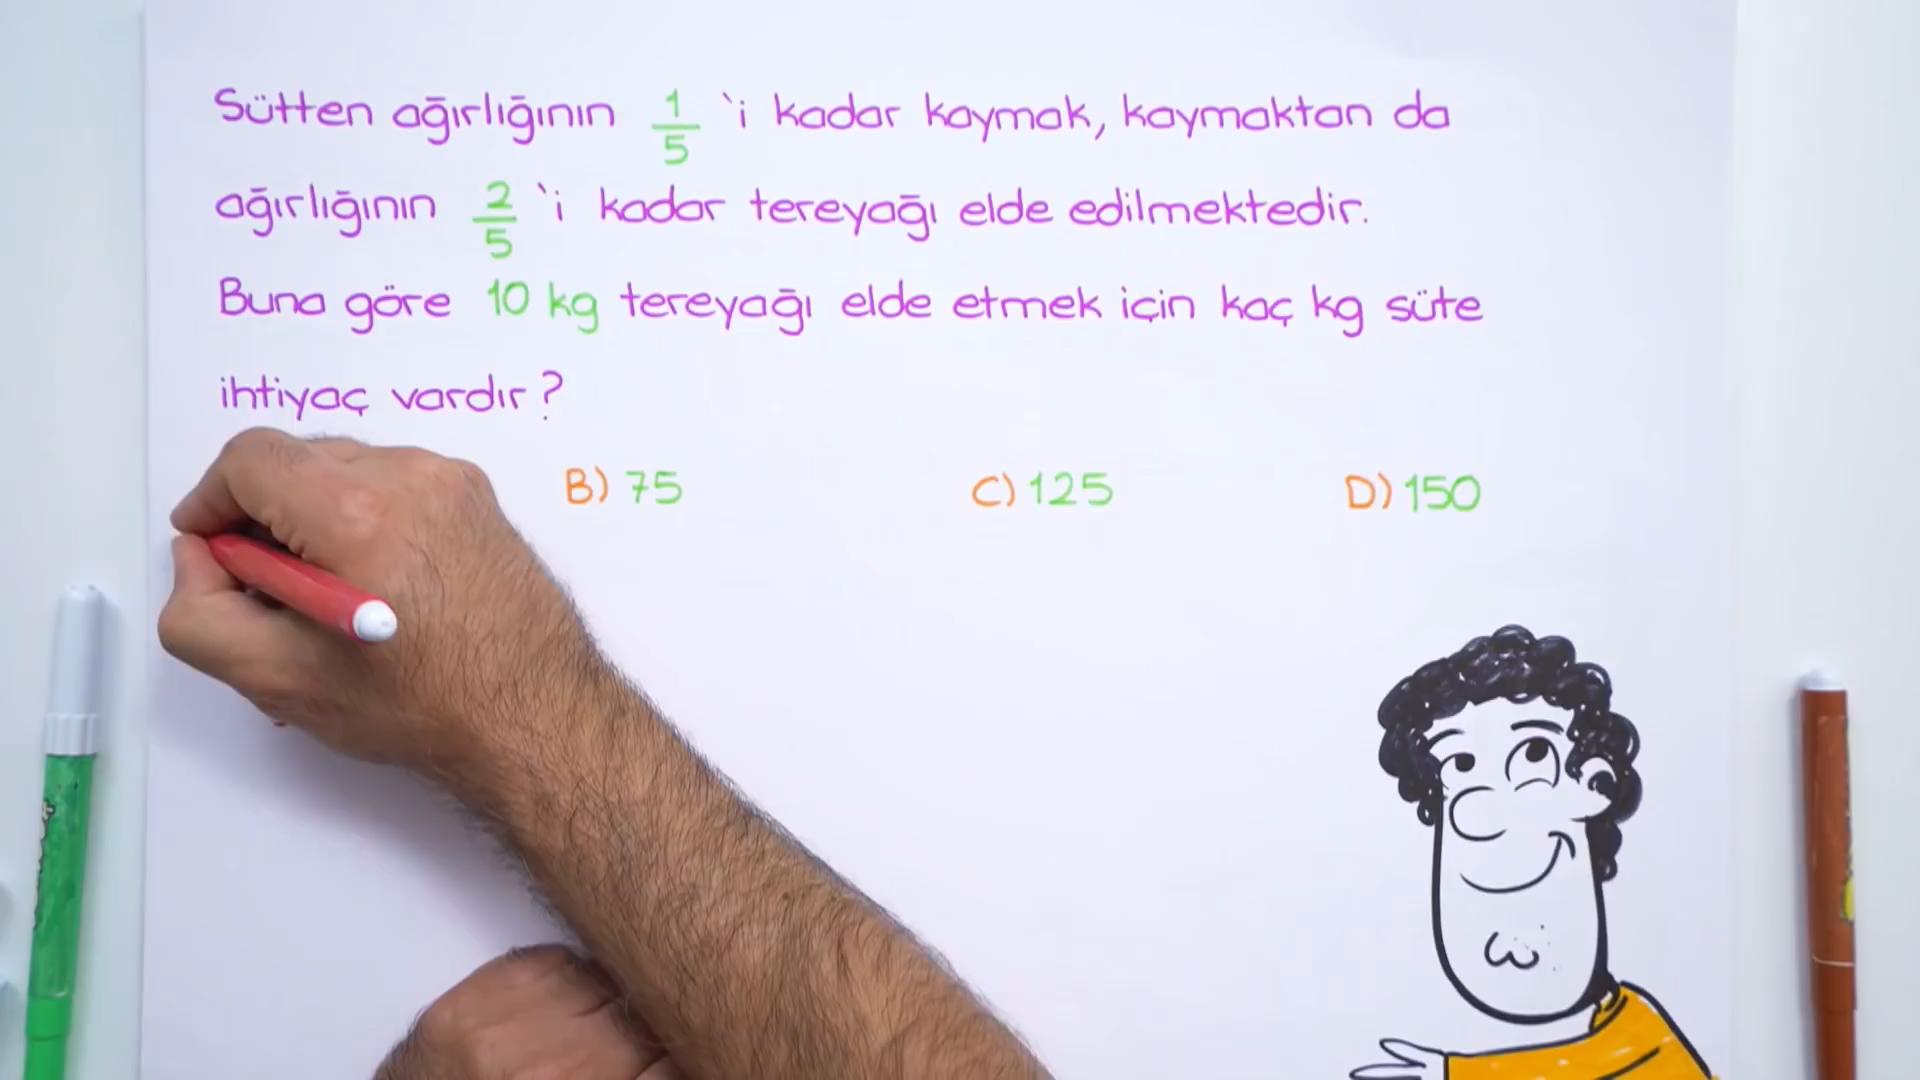 Sütten ağırlığının 1/5 `i kadar kaymak, kaymaktan da
ağırlığının 2/5 `i kadar tereyağı elde edilmektedir.
Buna göre 10 kg tereyağı elde etmek için kaç kg süte
ihtiyaç vardır?
B) 75 C) 125 D) 150